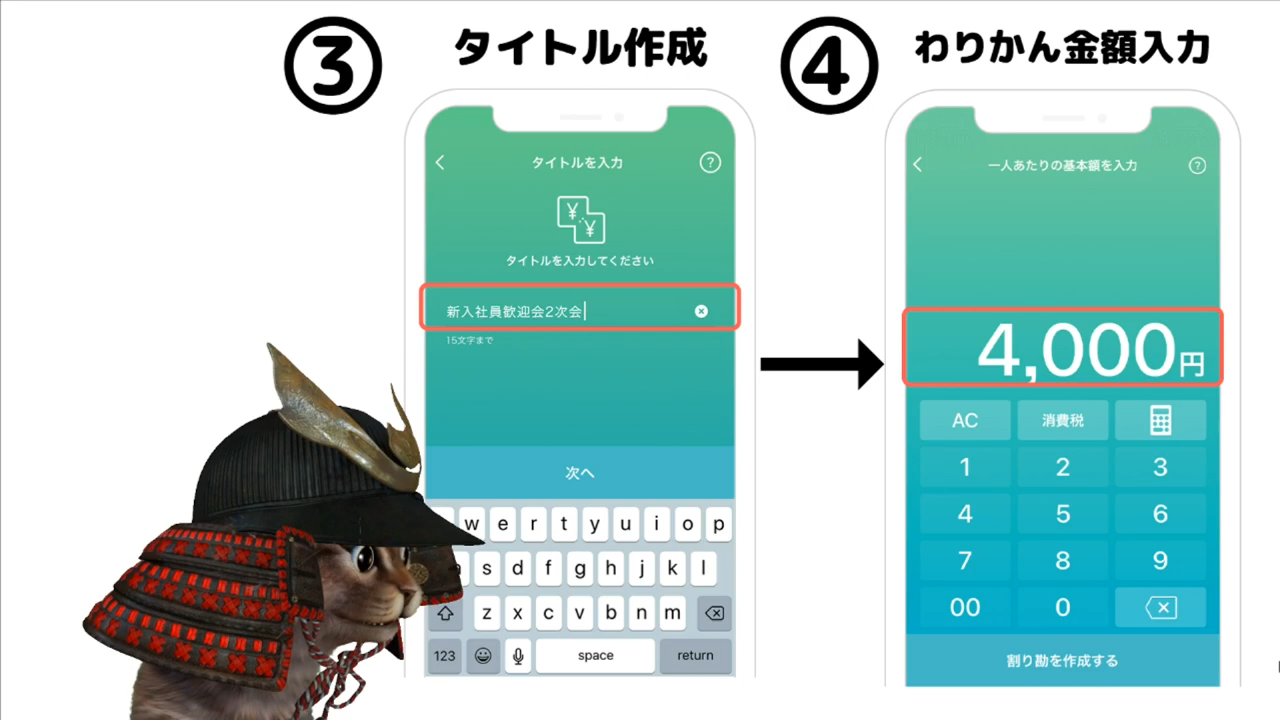 ③ タイトル作成
タイトルを入力
?
¥
¥
タイトルを入力してください
新入社員歓迎会2次会
15文字まで
次へ
w e r t y u i o p
s d f g h j k l
z x c v b n m
123
space
return
④ わりかん金額入力
一人あたりの基本額を入力
?
4,000円
AC 消費税
1 2 3
4 5 6
7 8 9
00 0
割り勘を作成する